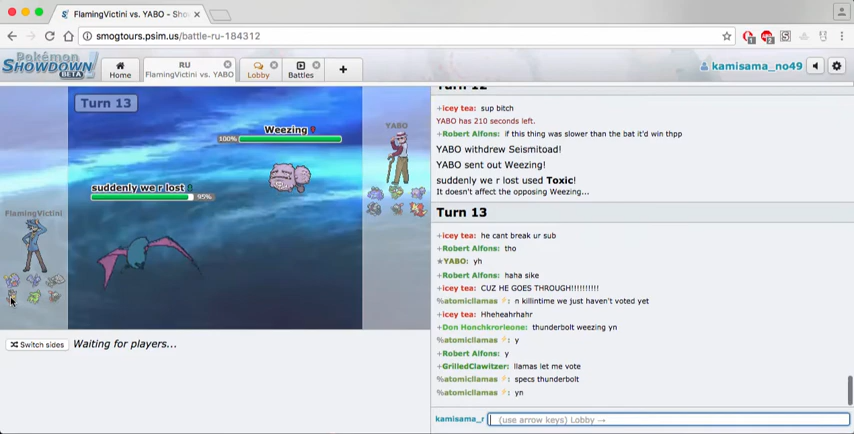 FlamingVictini vs. YABO - Sho
smogtours.psim.us/battle-ru-184312
Pokémon
SHOWDOWN!
BETA
Home
RU
FlamingVictini vs. YABO
Lobby
Battles
kamisama_no49
Turn 13
Weezing
100%
suddenly we r lost
95%
YABO
FlamingVictini
Switch sides
Waiting for players...
Turn 12
+icey tea: sup bitch
YABO has 210 seconds left.
+Robert Alfons: if this thing was slower than the bat it'd win thpp
YABO withdrew Seismitoad!
YABO sent out Weezing!
suddenly we r lost used Toxic!
It doesn't affect the opposing Weezing...
Turn 13
+icey tea: he cant break ur sub
+Robert Alfons: tho
★YABO: yh
+Robert Alfons: haha sike
+icey tea: CUZ HE GOES THROUGH!!!!!!!!!!
%atomicllamas: n killintime we just haven't voted yet
+icey tea: Hheheahrhahr
+Don Honchkrorleone: thunderbolt weezing yn
%atomicllamas: y
+Robert Alfons: y
+GrilledClawitzer: llamas let me vote
%atomicllamas: specs thunderbolt
%atomicllamas: yn
kamisama_r
(use arrow keys) Lobby →